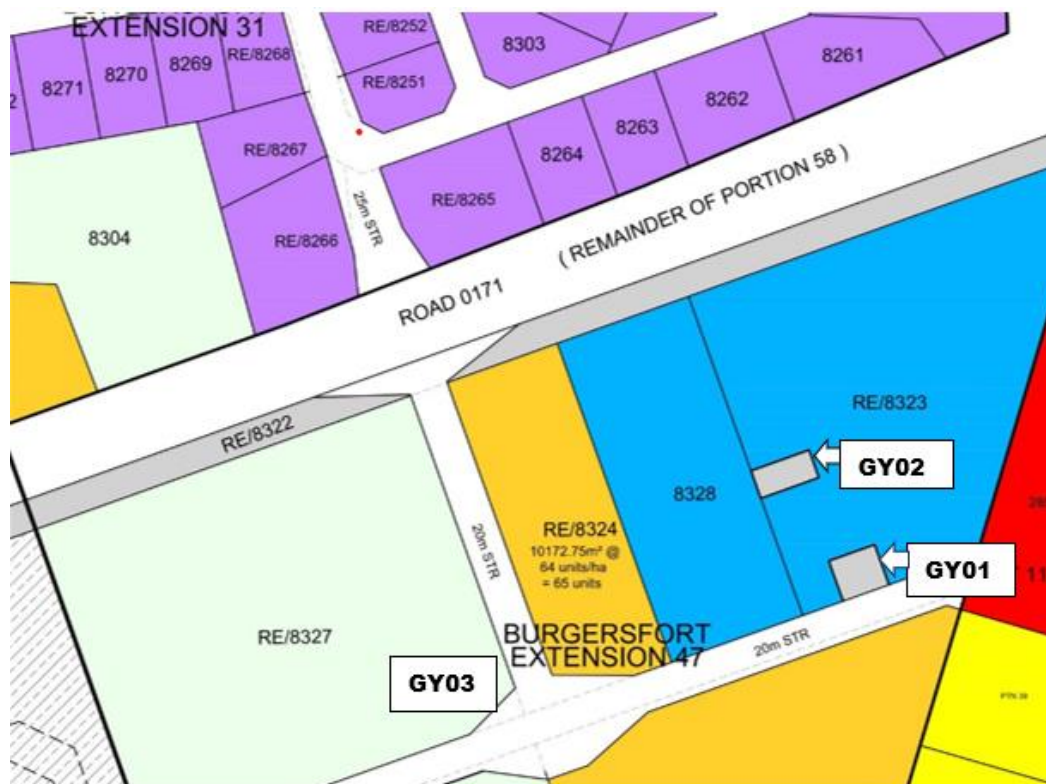 EXTENSION 31
RE/8252
8303
8261
8271
8270
8269
RE/8268
RE/8251
8262
8263
8264
RE/8267
RE/8265
RE/8266
25m STR
8304
( REMAINDER OF PORTION 58 )
ROAD 0171
RE/8322
RE/8323
GY02
8328
RE/8324
10172.75m² @
64 units/ha
= 65 units
20m STR
GY01
RE/8327
BURGERSFORT
EXTENSION 47
20m STR
GY03
PTN 39